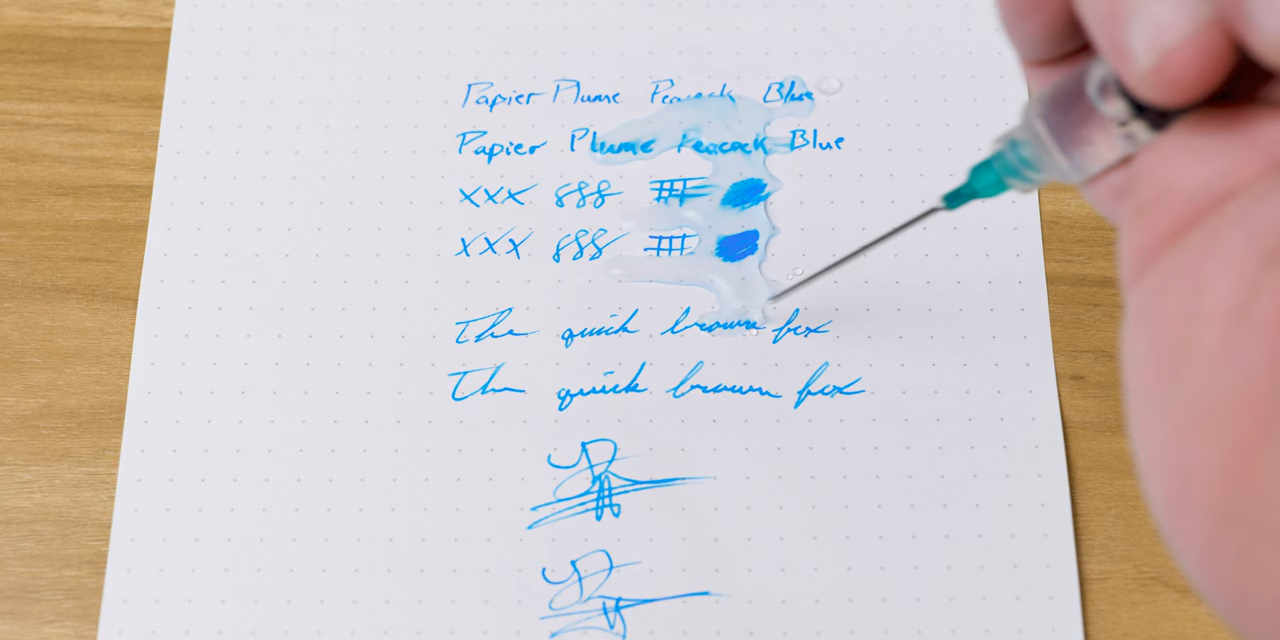 Papier Plume Peacock Blue
Papier Plume Peacock Blue
xxx 888 ###
xxx 888 ###
The quick brown fox
The quick brown fox